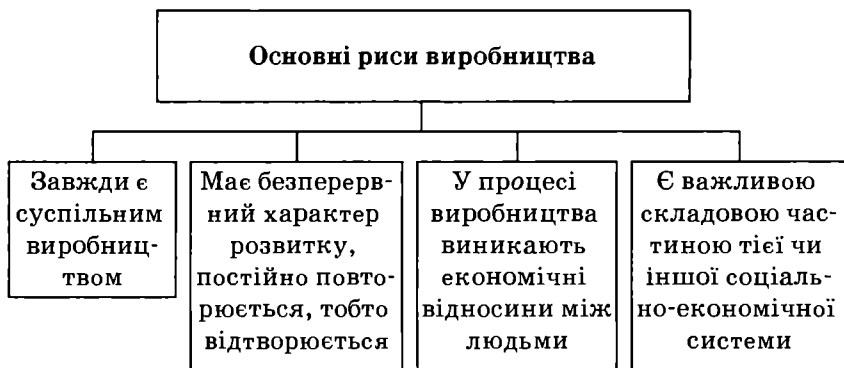 Основні риси виробництва
Завжди є
суспільним
виробниц-
твом
Має безперерв-
ний характер
розвитку,
постійно повто-
рюється, тобто
відтворюється
У процесі
виробництва
виникають
економічні
відносини між
людьми
Є важливою
складовою час-
тиною тієї чи
іншої соціаль-
но-економічної
системи